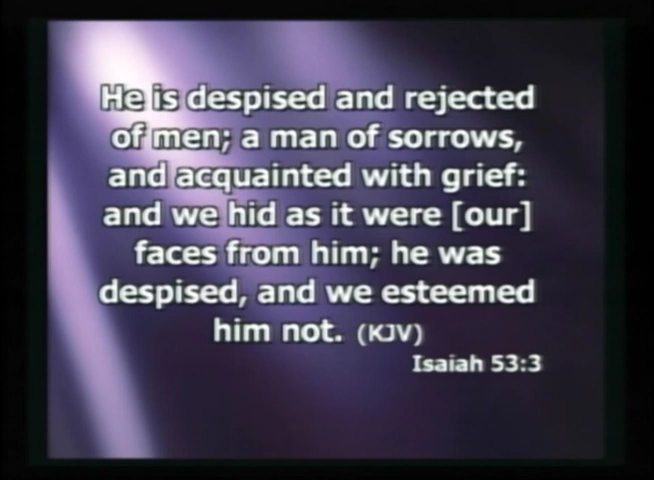 He is despised and rejected
of men; a man of sorrows,
and acquainted with grief:
and we hid as it were [our]
faces from him; he was
despised, and we esteemed
him not. (KJV)
Isaiah 53:3